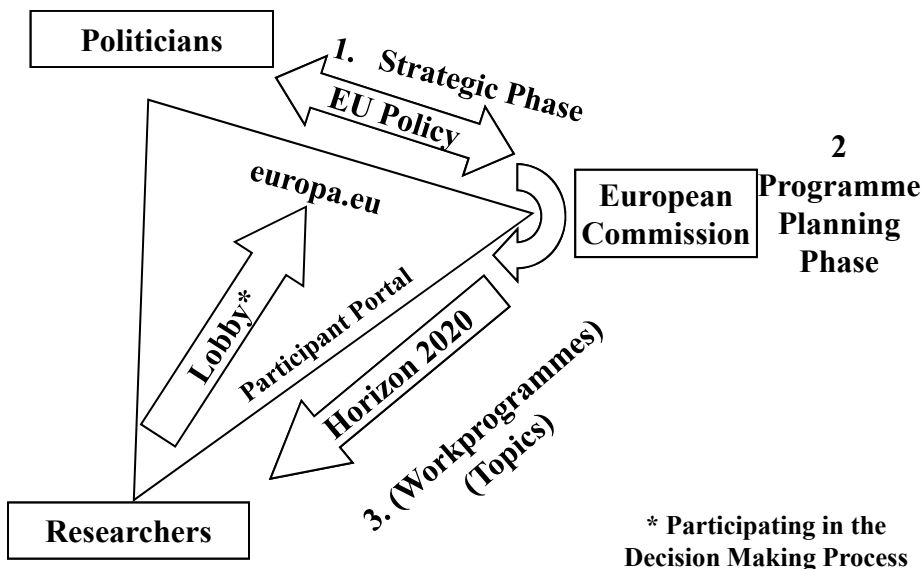 Politicians
1. Strategic Phase
EU Policy
europa.eu
2
Programme
Planning
Phase
European
Commission
Lobby*
Participant Portal
Horizon 2020
3. (Workprogrammes)
(Topics)
Researchers
* Participating in the
Decision Making Process